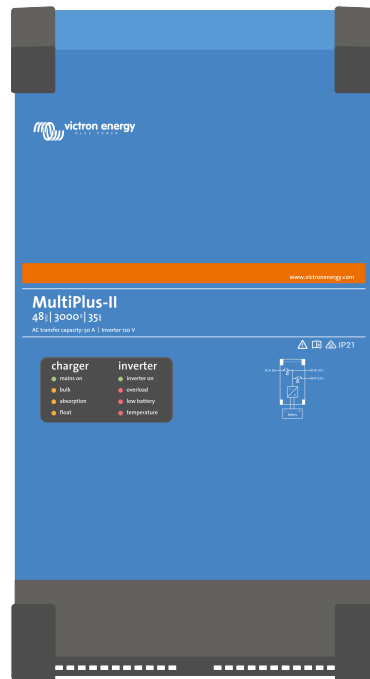 victron energy
BLUE POWER
www.victronenergy.com
MultiPlus-II
48 | 3000 | 35
AC transfer capacity: 50 A | Inverter 120 V
IP21
charger inverter
mains on inverter on
bulk overload
absorption low battery
float temperature
Battery